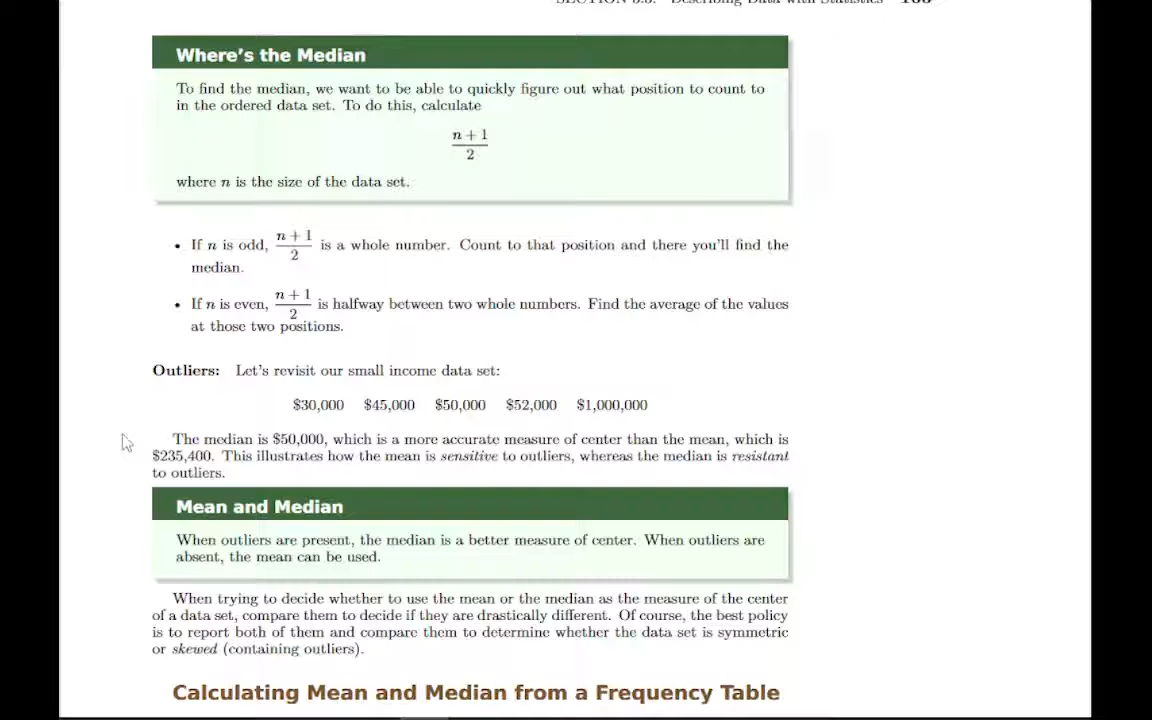 Where's the Median
To find the median, we want to be able to quickly figure out what position to count to
in the ordered data set. To do this, calculate
n + 1
2
where n is the size of the data set.
• If n is odd, n + 1 / 2 is a whole number. Count to that position and there you'll find the
median.
• If n is even, n + 1 / 2 is halfway between two whole numbers. Find the average of the values
at those two positions.
Outliers: Let's revisit our small income data set:
$30,000 $45,000 $50,000 $52,000 $1,000,000
The median is $50,000, which is a more accurate measure of center than the mean, which is
$235,400. This illustrates how the mean is sensitive to outliers, whereas the median is resistant
to outliers.
Mean and Median
When outliers are present, the median is a better measure of center. When outliers are
absent, the mean can be used.
When trying to decide whether to use the mean or the median as the measure of the center
of a data set, compare them to decide if they are drastically different. Of course, the best policy
is to report both of them and compare them to determine whether the data set is symmetric
or skewed (containing outliers).
Calculating Mean and Median from a Frequency Table